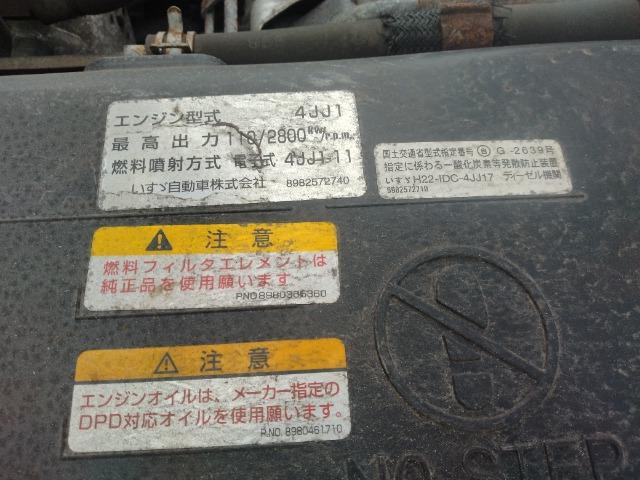 エンジン型式 4JJ1
最高出力 110/2800 kW/r.p.m.
燃料噴射方式 電子式 4JJ1-11
いすゞ自動車株式会社 8982572740
国土交通省型式指定番号 G-2639号
指定に係わる一酸化炭素等発散防止装置
いすゞH22-IDC-4JJ17 ディーゼル機関
8982572710
注意
燃料フィルタエレメントは
純正品を使用願います
P.NO.8980336380
注意
エンジンオイルは、メーカー指定の
DPD対応オイルを使用願います。
P.NO. 8980461710
NO STEP